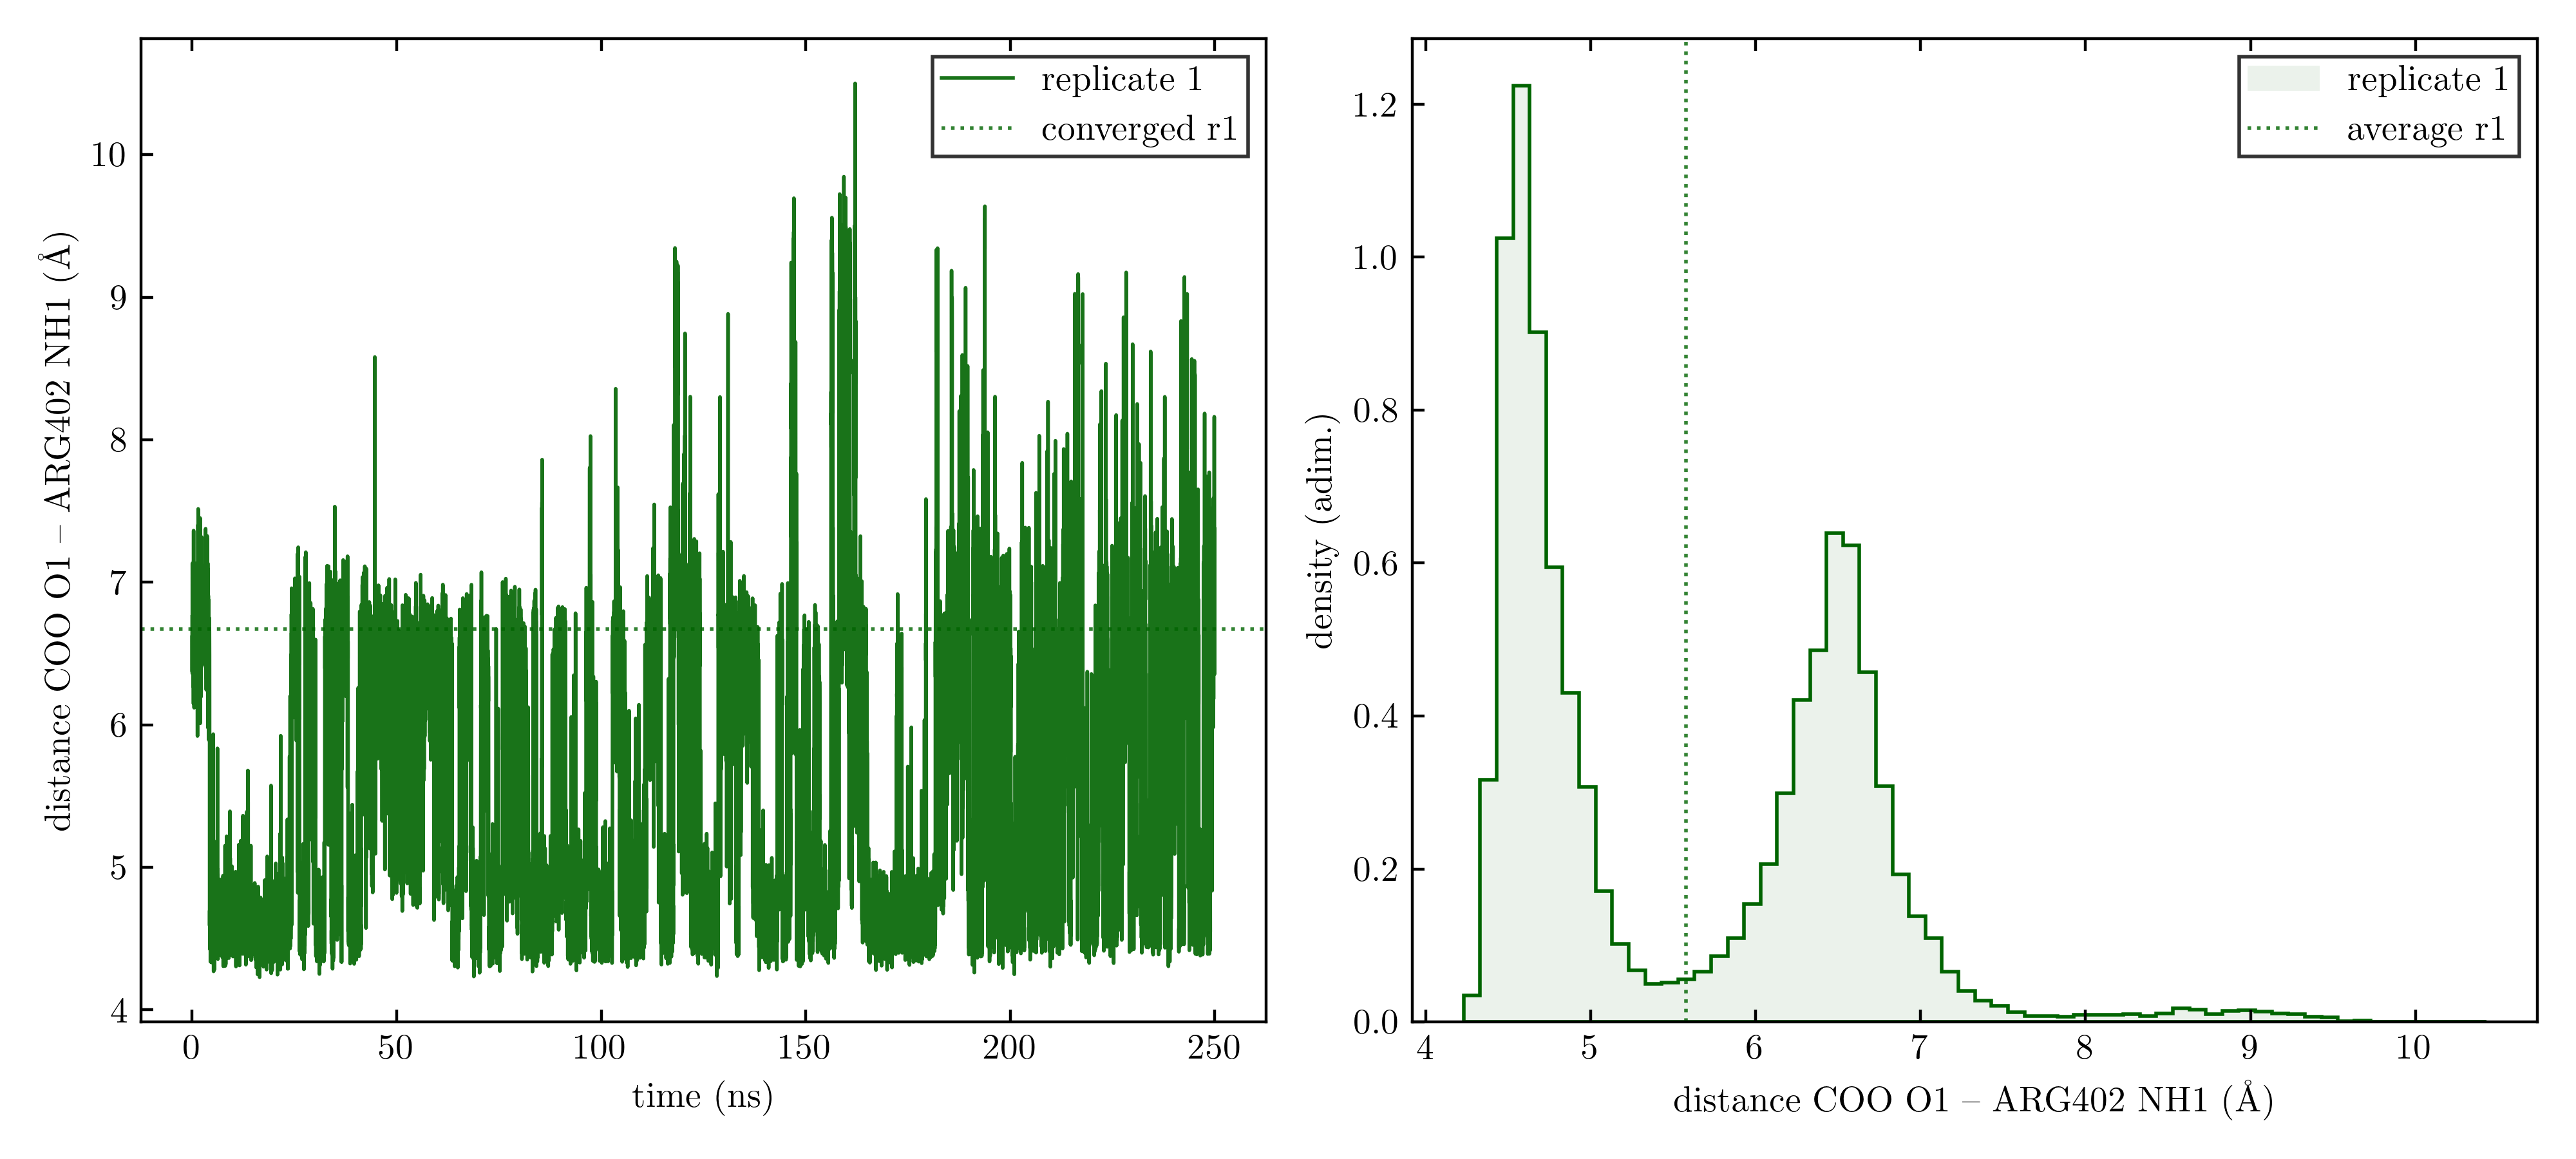 replicate 1
converged r1
10
9
8
7
6
5
4
distance COO O1 – ARG402 NH1 (Å)
0 50 100 150 200 250
time (ns)
replicate 1
average r1
1.2
1.0
0.8
0.6
0.4
0.2
0.0
density (adim.)
4 5 6 7 8 9 10
distance COO O1 – ARG402 NH1 (Å)